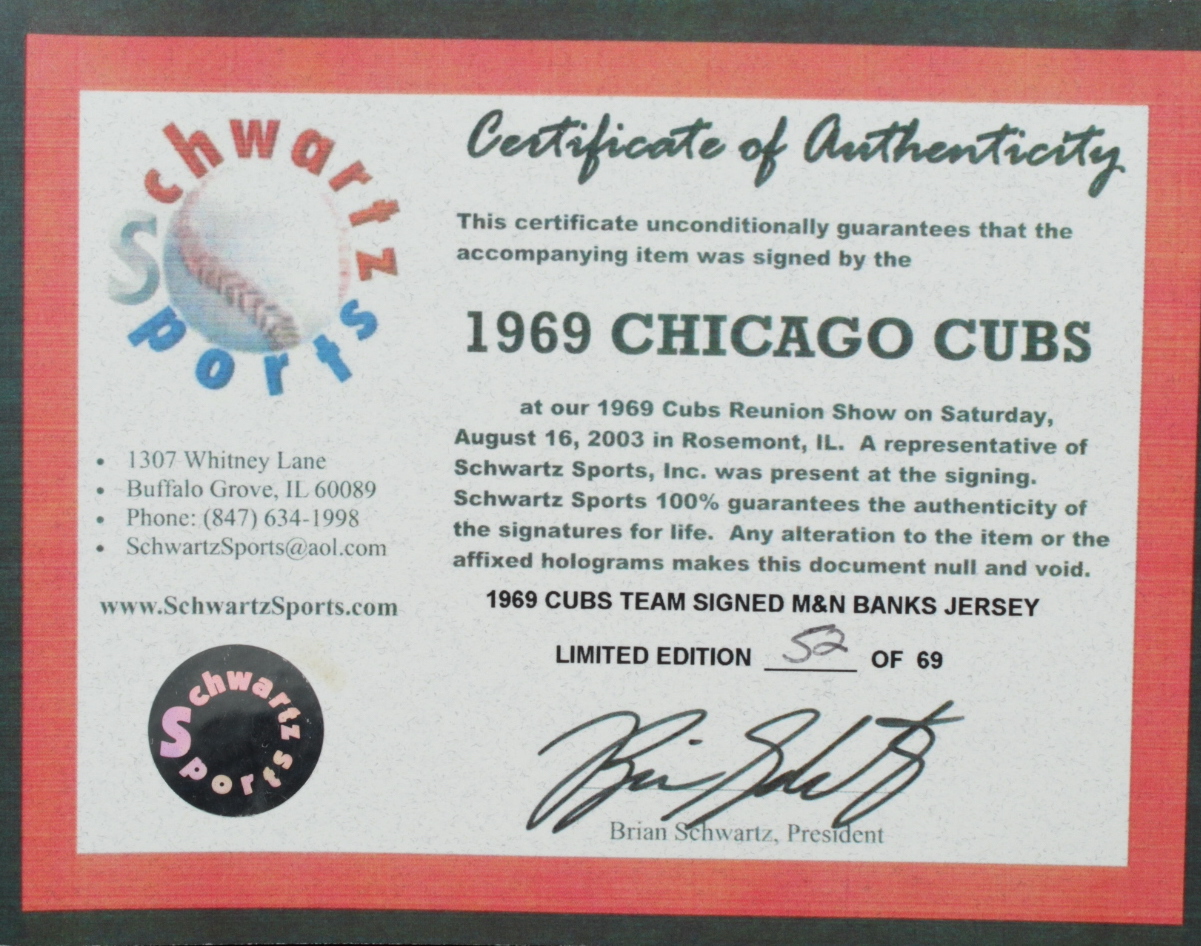 Schwartz
Sports
Certificate of Authenticity
This certificate unconditionally guarantees that the
accompanying item was signed by the
1969 CHICAGO CUBS
at our 1969 Cubs Reunion Show on Saturday,
August 16, 2003 in Rosemont, IL. A representative of
Schwartz Sports, Inc. was present at the signing.
Schwartz Sports 100% guarantees the authenticity of
the signatures for life. Any alteration to the item or the
affixed holograms makes this document null and void.
1969 CUBS TEAM SIGNED M&N BANKS JERSEY
LIMITED EDITION 52 OF 69
Brian Schwartz, President
• 1307 Whitney Lane
• Buffalo Grove, IL 60089
• Phone: (847) 634-1998
• SchwartzSports@aol.com
www.SchwartzSports.com
Schwartz
Sports